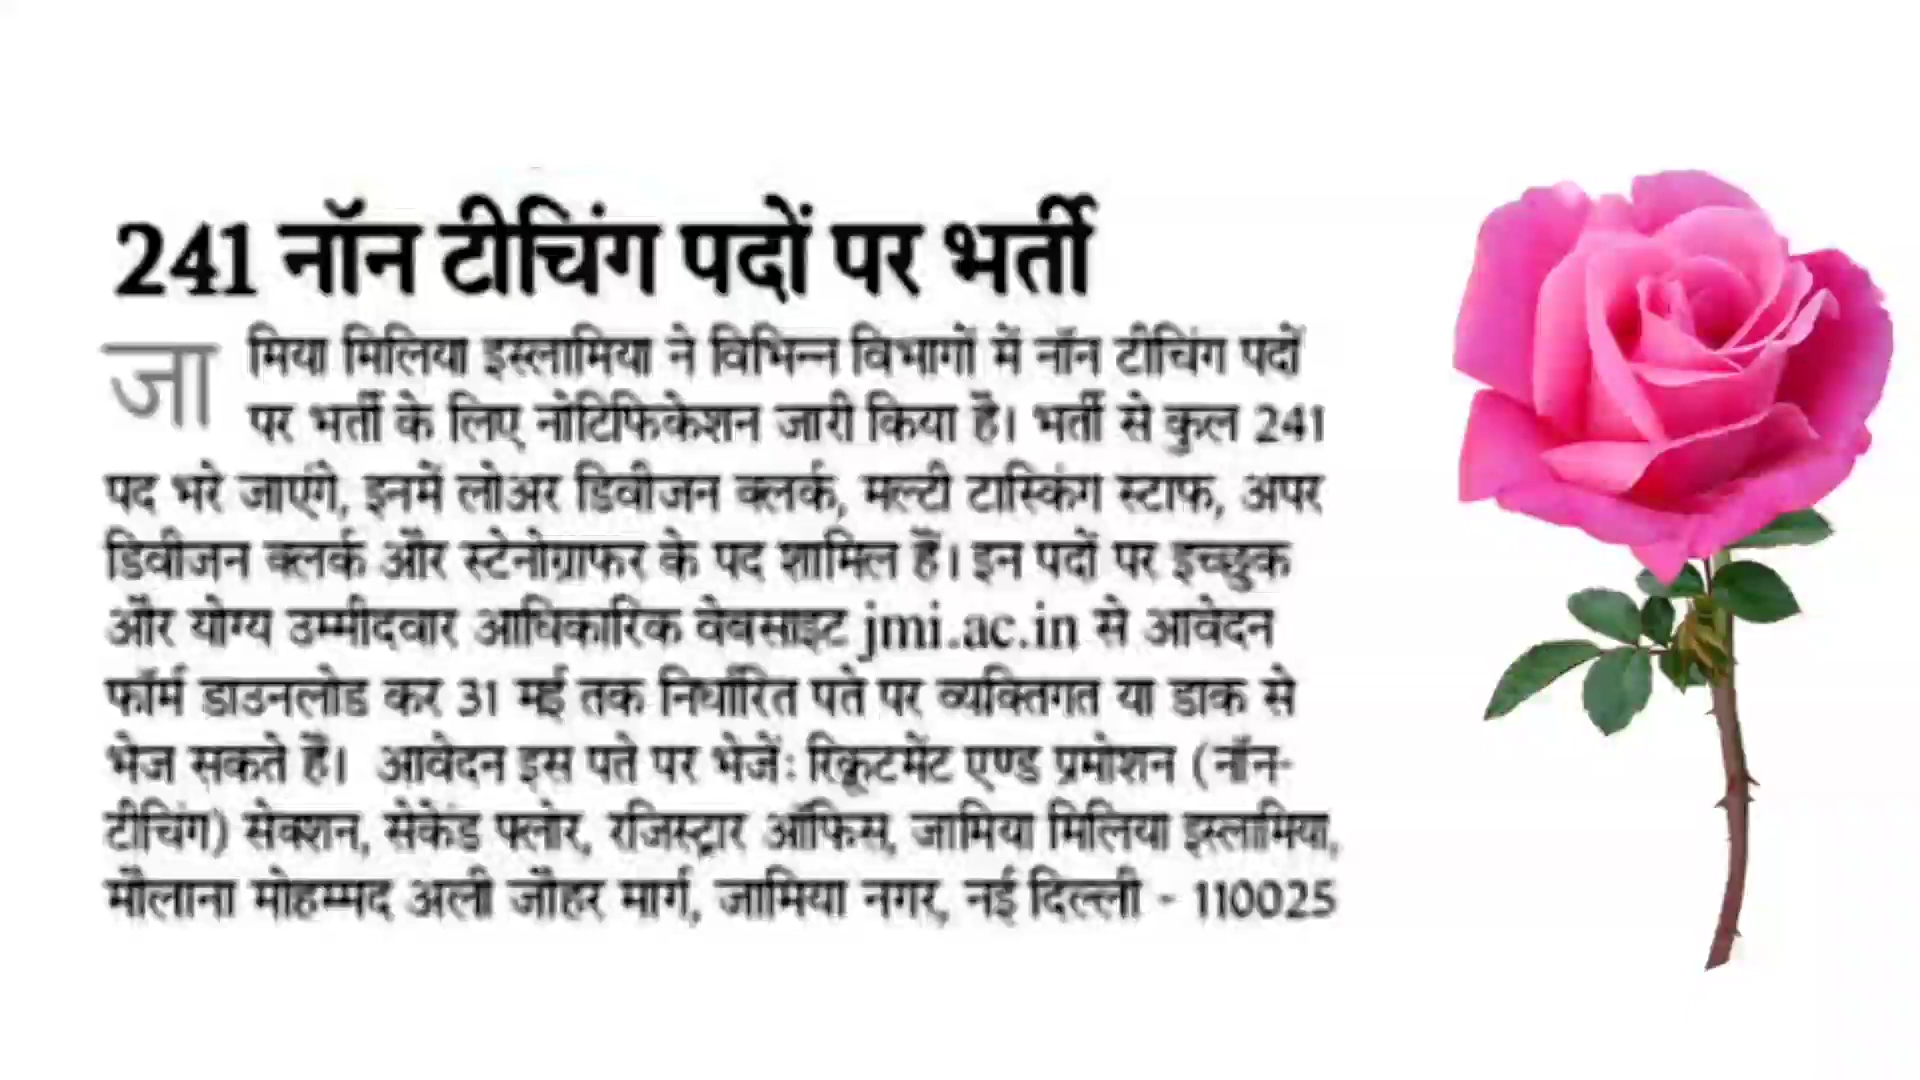 241 नॉन टीचिंग पदों पर भर्ती
जामिया मिलिया इस्लामिया ने विभिन्न विभागों में नॉन टीचिंग पदों
पर भर्ती के लिए नोटिफिकेशन जारी किया है। भर्ती से कुल 241
पद भरे जाएंगे, इनमें लोअर डिवीजन क्लर्क, मल्टी टास्किंग स्टाफ, अपर
डिवीजन क्लर्क और स्टेनोग्राफर के पद शामिल हैं। इन पदों पर इच्छुक
और योग्य उम्मीदवार आधिकारिक वेबसाइट jmi.ac.in से आवेदन
फॉर्म डाउनलोड कर 31 मई तक निर्धारित पते पर व्यक्तिगत या डाक से
भेज सकते हैं। आवेदन इस पते पर भेजें: रिक्रूटमेंट एण्ड प्रमोशन (नॉन-
टीचिंग) सेक्शन, सेकेंड फ्लोर, रजिस्ट्रार ऑफिस, जामिया मिलिया इस्लामिया,
मौलाना मोहम्मद अली जौहर मार्ग, जामिया नगर, नई दिल्ली - 110025